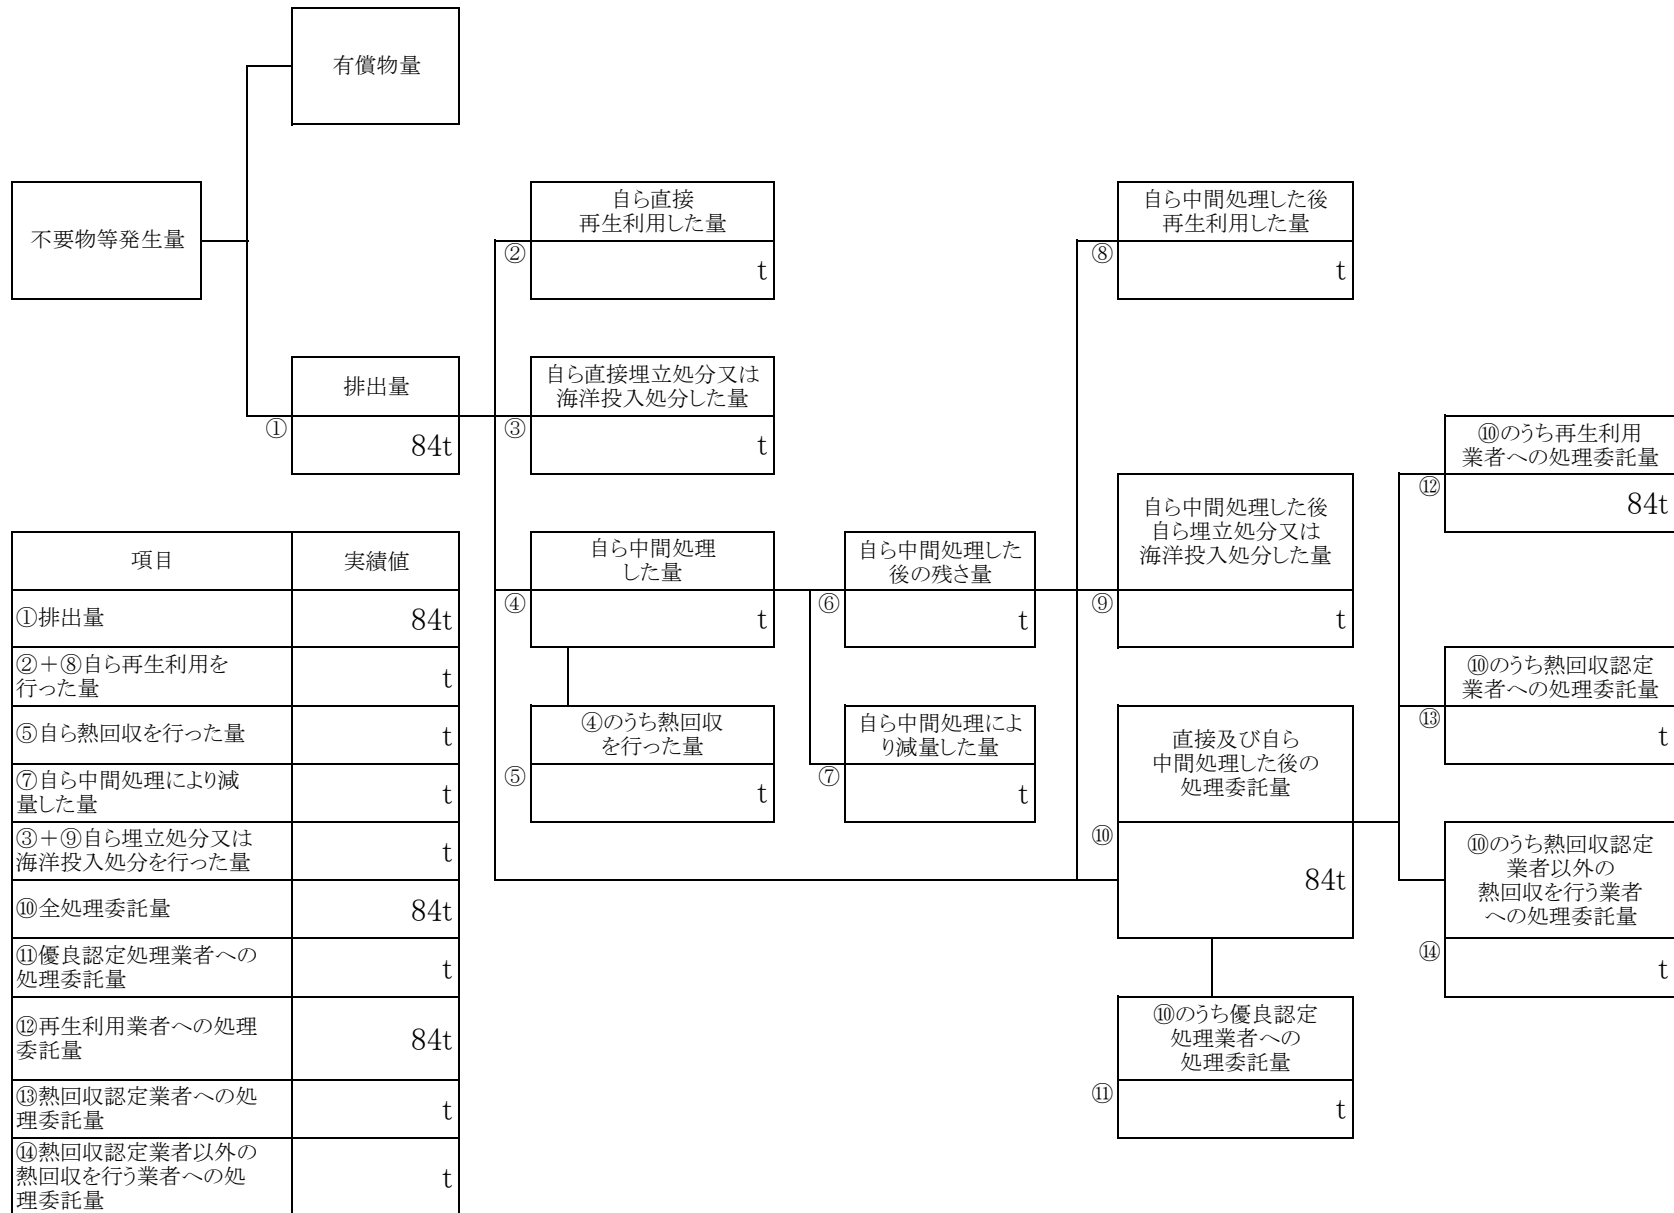 有償物量
不要物等発生量
自ら直接
再生利用した量
②
t
自ら中間処理した後
再生利用した量
⑧
t
排出量
①
84t
自ら直接埋立処分又は
海洋投入処分した量
③
t
⑩のうち再生利用
業者への処理委託量
⑫
84t
自ら中間処理
した量
④
t
自ら中間処理した
後の残さ量
⑥
t
自ら中間処理した後
自ら埋立処分又は
海洋投入処分した量
⑨
t
⑩のうち熱回収認定
業者への処理委託量
⑬
t
④のうち熱回収
を行った量
⑤
t
自ら中間処理によ
り減量した量
⑦
t
直接及び自ら
中間処理した後の
処理委託量
⑩
84t
⑩のうち熱回収認定
業者以外の
熱回収を行う業者
への処理委託量
⑭
t
⑩のうち優良認定
処理業者への
処理委託量
⑪
t
項目 実績値
①排出量 84t
②＋⑧自ら再生利用を
行った量 t
⑤自ら熱回収を行った量 t
⑦自ら中間処理により減
量した量 t
③＋⑨自ら埋立処分又は
海洋投入処分を行った量 t
⑩全処理委託量 84t
⑪優良認定処理業者への
処理委託量 t
⑫再生利用業者への処理
委託量 84t
⑬熱回収認定業者への処
理委託量 t
⑭熱回収認定業者以外の
熱回収を行う業者への処
理委託量 t